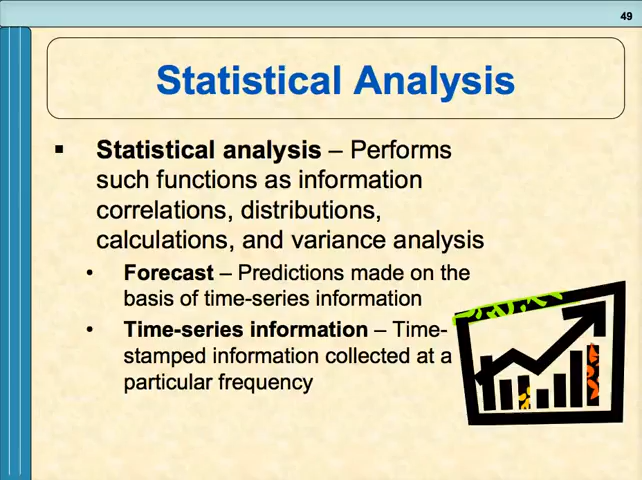 49
Statistical Analysis
▪ Statistical analysis – Performs
such functions as information
correlations, distributions,
calculations, and variance analysis
• Forecast – Predictions made on the
basis of time-series information
• Time-series information – Time-
stamped information collected at a
particular frequency